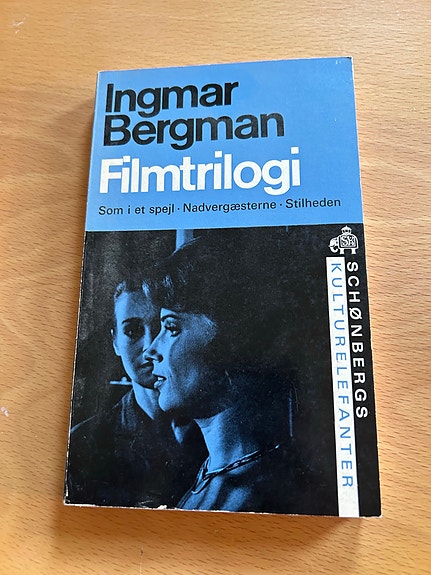 Ingmar
Bergman
Filmtrilogi
Som i et spejl · Nadvergæsterne · Stilheden
SCHØNBERGS
KULTURELEFANTER